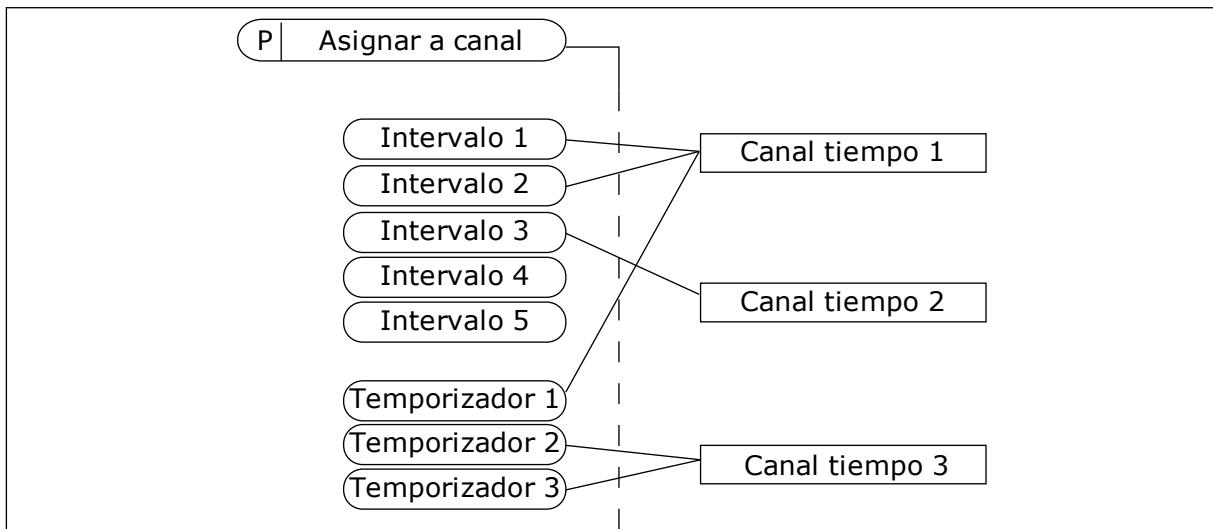 P Asignar a canal
Intervalo 1
Canal tiempo 1
Intervalo 2
Intervalo 3
Intervalo 4
Canal tiempo 2
Intervalo 5
Temporizador 1
Temporizador 2
Canal tiempo 3
Temporizador 3